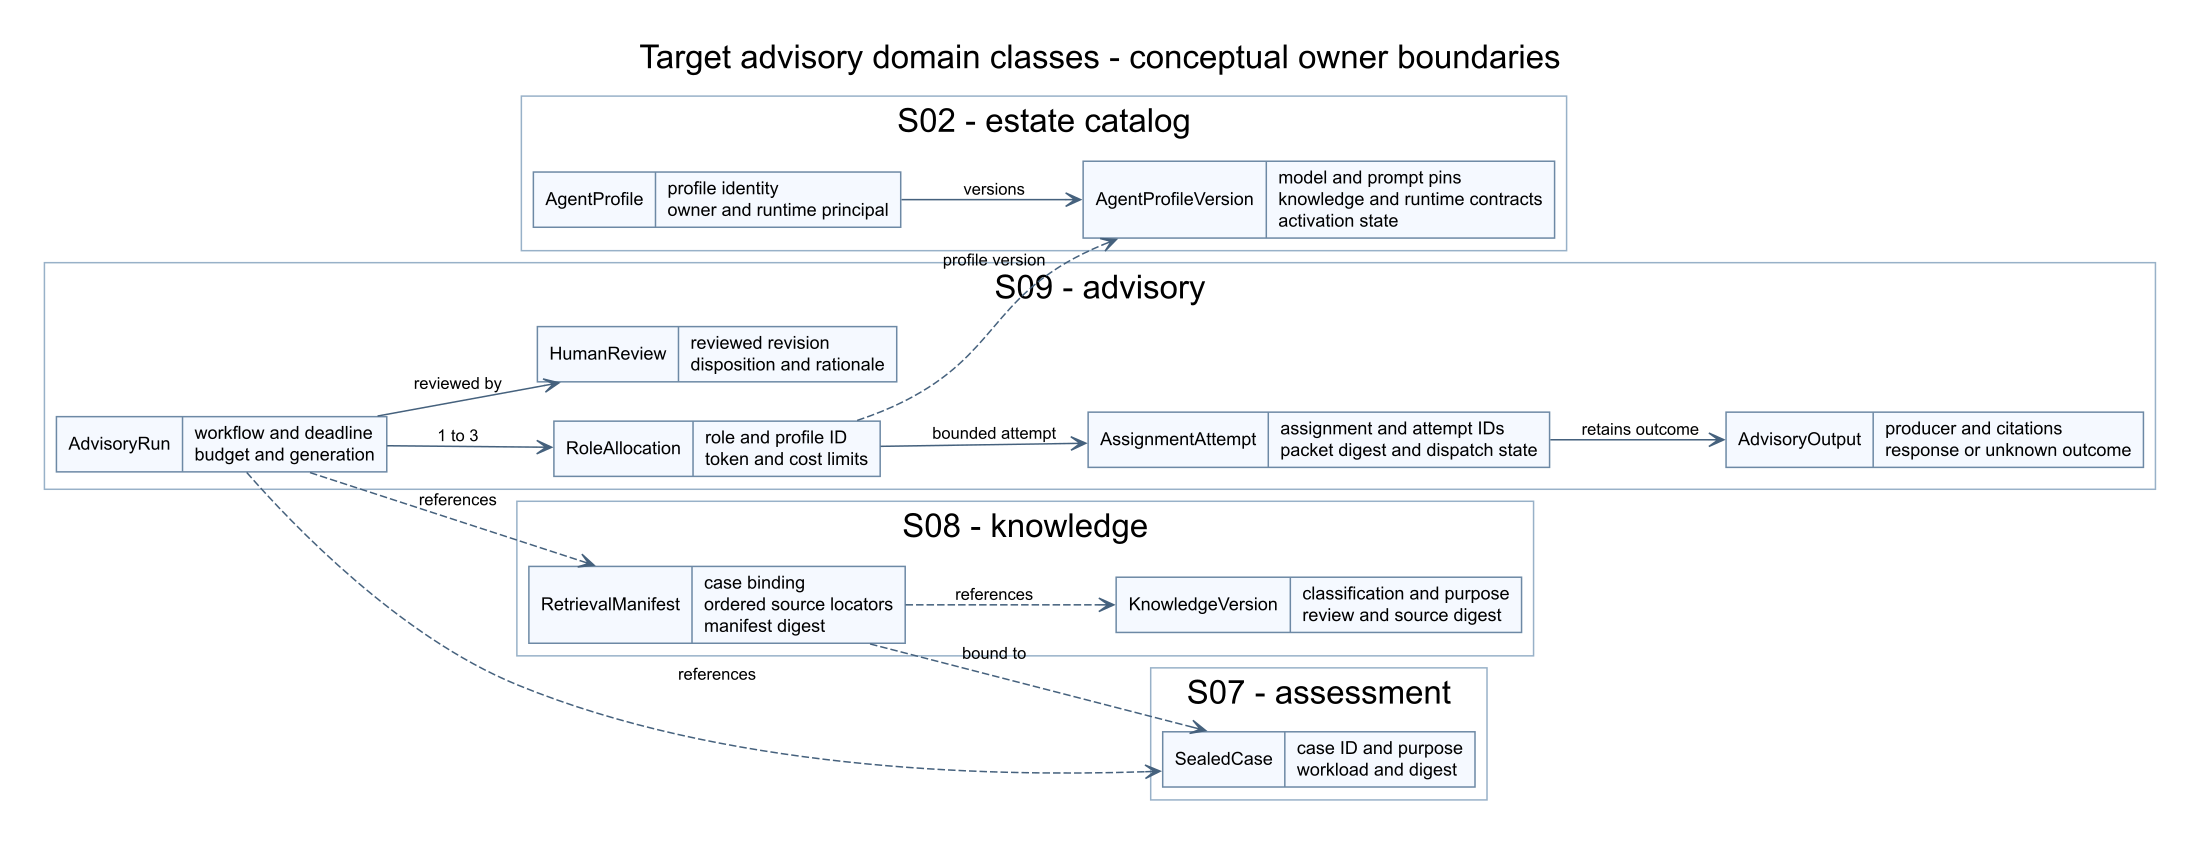 Target advisory domain classes - conceptual owner boundaries
S02 - estate catalog
AgentProfile
profile identity
owner and runtime principal
versions
AgentProfileVersion
model and prompt pins
knowledge and runtime contracts
activation state
profile version
S09 - advisory
HumanReview
reviewed revision
disposition and rationale
reviewed by
AdvisoryRun
workflow and deadline
budget and generation
1 to 3
RoleAllocation
role and profile ID
token and cost limits
bounded attempt
AssignmentAttempt
assignment and attempt IDs
packet digest and dispatch state
retains outcome
AdvisoryOutput
producer and citations
response or unknown outcome
references
S08 - knowledge
RetrievalManifest
case binding
ordered source locators
manifest digest
references
KnowledgeVersion
classification and purpose
review and source digest
bound to
references
S07 - assessment
SealedCase
case ID and purpose
workload and digest